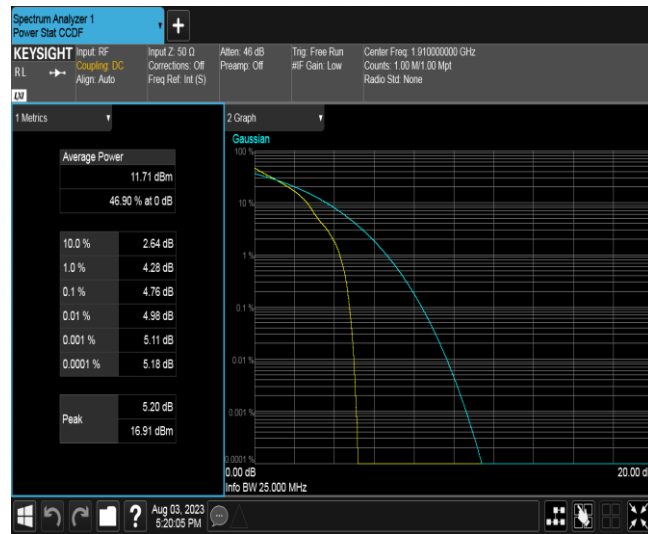 Spectrum Analyzer 1
Power Stat CCDF
+
KEYSIGHT
RL
LXI
Input: RF
Coupling: DC
Align: Auto
Input Z: 50 Ω
Corrections: Off
Freq Ref: Int (S)
Atten: 46 dB
Preamp: Off
Trig: Free Run
#IF Gain: Low
Center Freq: 1.910000000 GHz
Counts: 1.00 M/1.00 Mpt
Radio Std: None
1 Metrics
Average Power
11.71 dBm
46.90 % at 0 dB
10.0 % 2.64 dB
1.0 % 4.28 dB
0.1 % 4.76 dB
0.01 % 4.98 dB
0.001 % 5.11 dB
0.0001 % 5.18 dB
Peak
5.20 dB
16.91 dBm
2 Graph
Gaussian
100 %
10 %
1 %
0.1 %
0.01 %
0.001 %
0.0001 %
0.00 dB
20.00 d
Info BW 25.000 MHz
?
Aug 03, 2023
5:20:05 PM